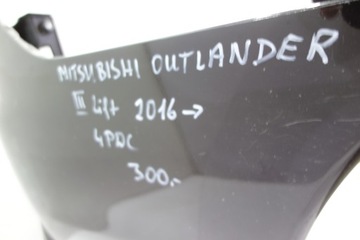 MITSUBISHI OUTLANDER
III Lift 2016→
4PDC
300,-